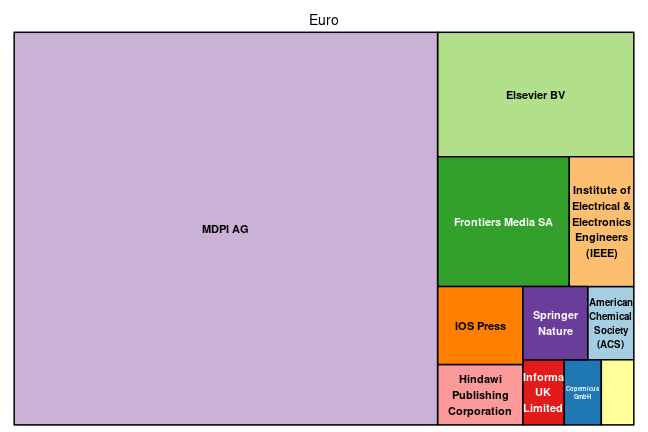 Euro
MDPI AG
Elsevier BV
Frontiers Media SA
Institute of
Electrical &
Electronics
Engineers
(IEEE)
IOS Press
Springer
Nature
American
Chemical
Society
(ACS)
Hindawi
Publishing
Corporation
Informa
UK
Limited
Copernicus
GmbH